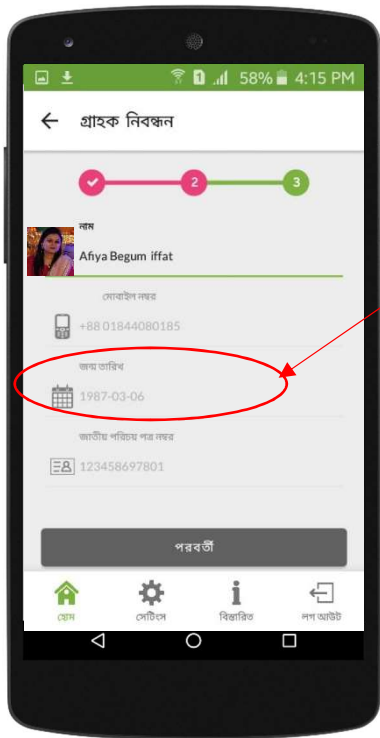 58% 4:15 PM
গ্রাহক নিবন্ধন
2 3
নাম
Afiya Begum iffat
মোবাইল নম্বর
+88 01844080185
জন্ম তারিখ
1987-03-06
জাতীয় পরিচয় পত্র নম্বর
123458697801
পরবর্তী
হোম সেটিংস বিস্তারিত লগ আউট